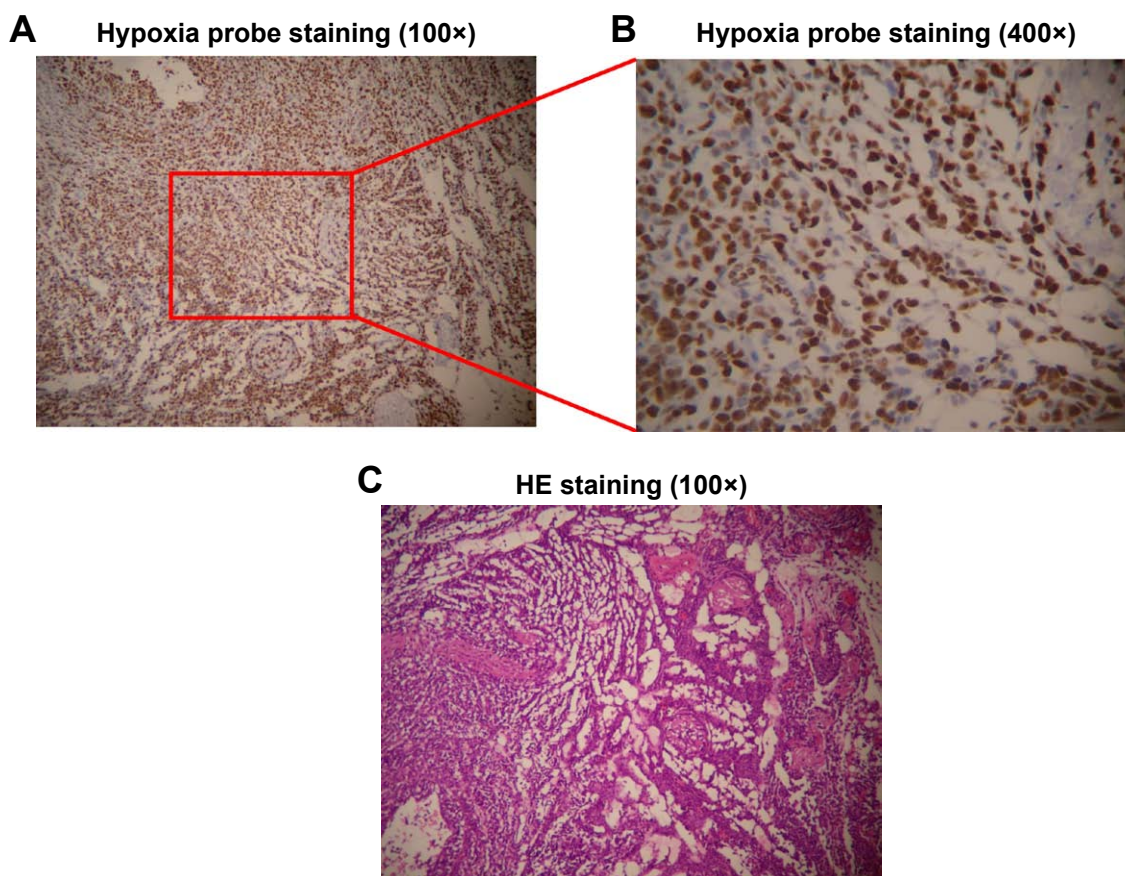 A Hypoxia probe staining (100×)
B Hypoxia probe staining (400×)
C HE staining (100×)